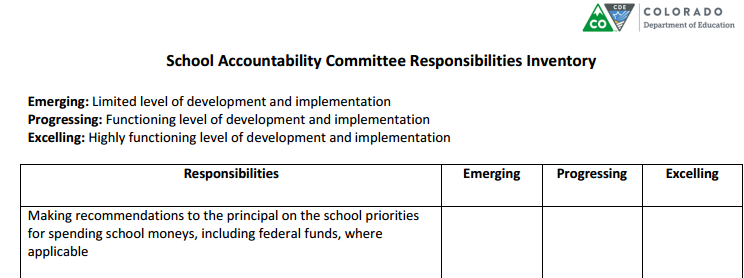 CDE
CO
COLORADO
Department of Education
School Accountability Committee Responsibilities Inventory
Emerging: Limited level of development and implementation
Progressing: Functioning level of development and implementation
Excelling: Highly functioning level of development and implementation
Responsibilities Emerging Progressing Excelling
Making recommendations to the principal on the school priorities
for spending school moneys, including federal funds, where
applicable